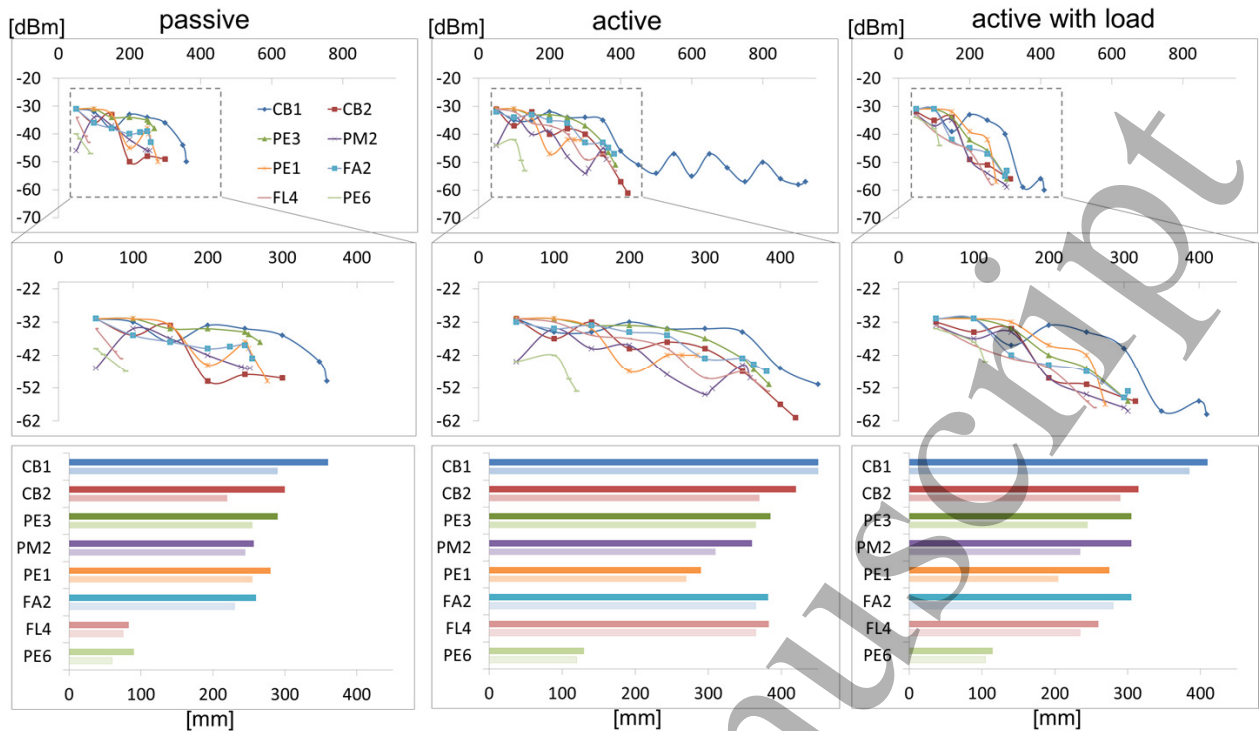 passive active active with load
[dBm] [dBm] [dBm]
0 200 400 600 800 0 200 400 600 800 0 200 400 600 800
-20 -20 -20
-30 -30 -30
-40 -40 -40
-50 -50 -50
-60 -60 -60
-70 -70 -70
CB1 CB2
PE3 PM2
PE1 FA2
FL4 PE6
0 100 200 300 400 0 100 200 300 400 0 100 200 300 400
-22 -22 -22
-32 -32 -32
-42 -42 -42
-52 -52 -52
-62 -62 -62
CB1 CB1 CB1
CB2 CB2 CB2
PE3 PE3 PE3
PM2 PM2 PM2
PE1 PE1 PE1
FA2 FA2 FA2
FL4 FL4 FL4
PE6 PE6 PE6
0 100 200 300 400 0 100 200 300 400 0 100 200 300 400
[mm] [mm] [mm]
uscript